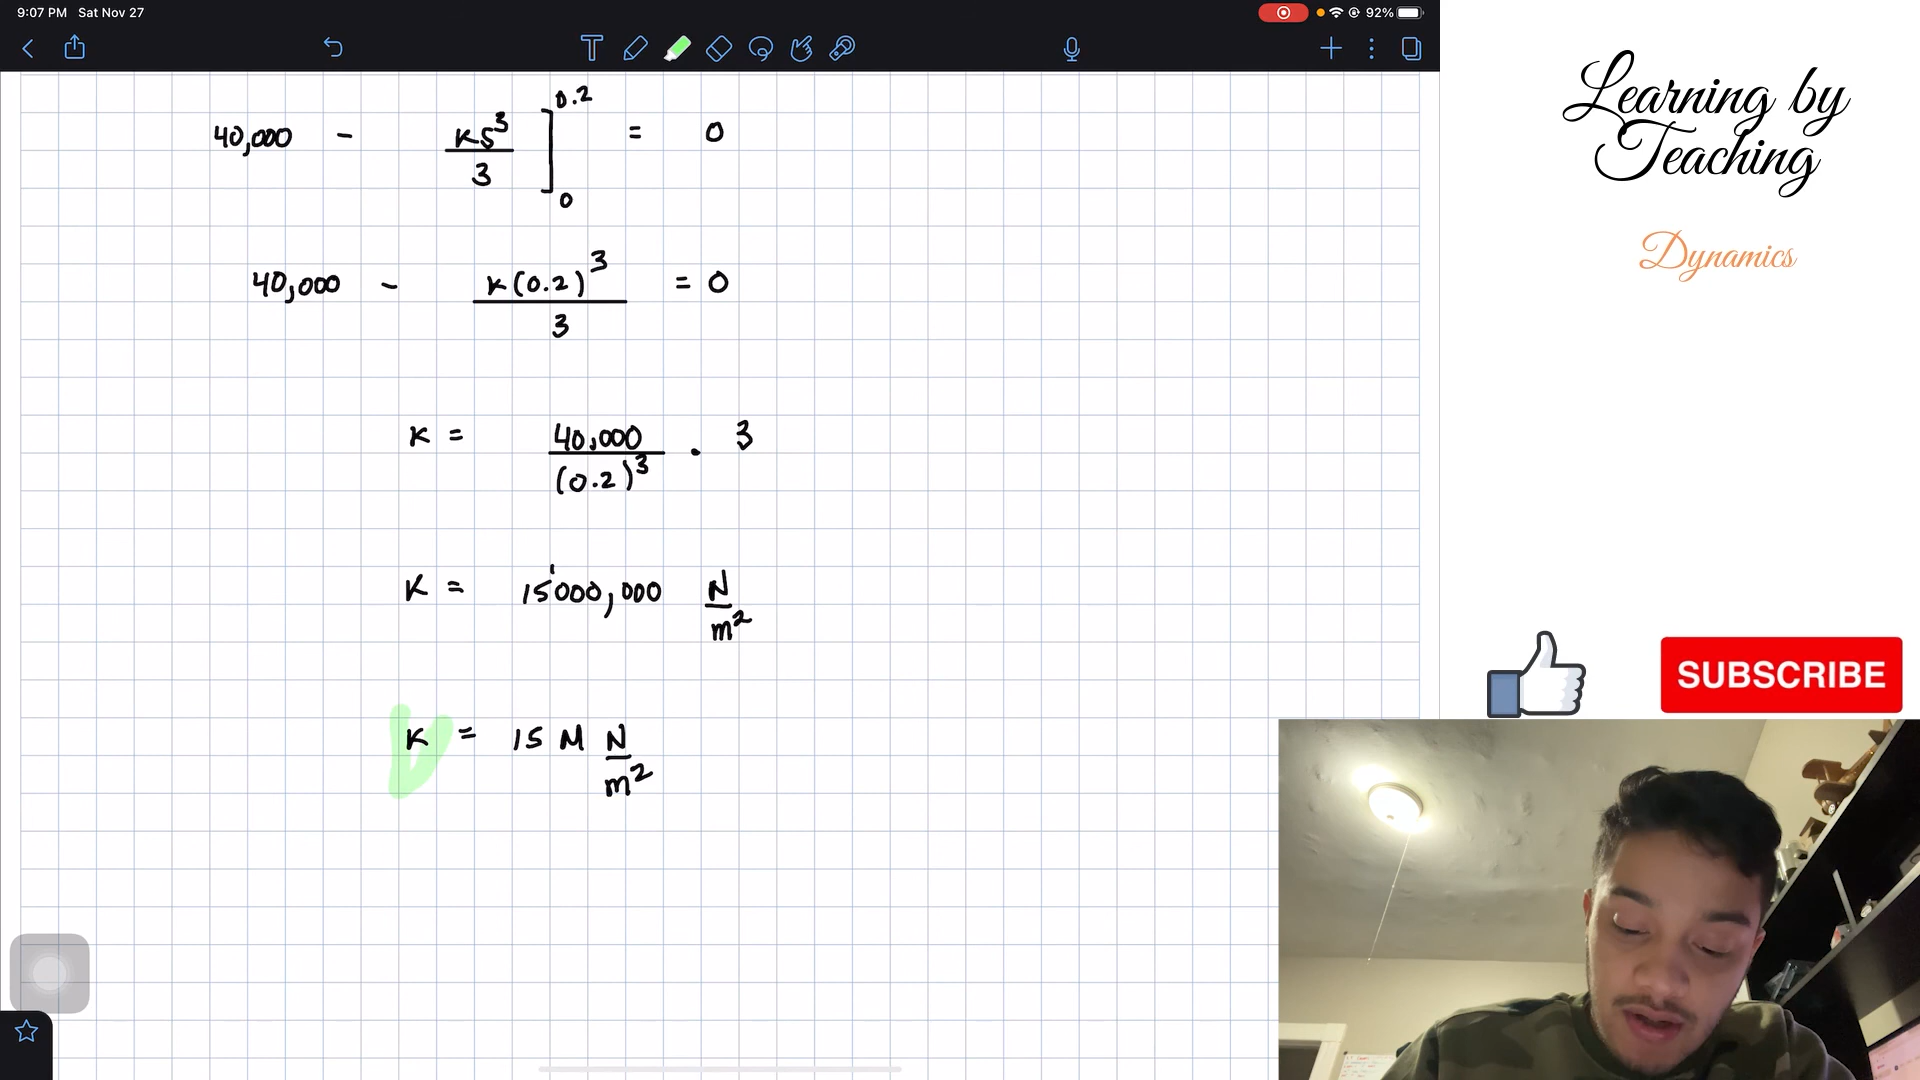 9:07 PM Sat Nov 27
92%
T
40,000 - ks³/3 ]₀^0.2 = 0
40,000 - k(0.2)³/3 = 0
k = 40,000/(0.2)³ · 3
K = 15'000,000 N/m²
k = 15 M N/m²
Learning by
Teaching
Dynamics
SUBSCRIBE